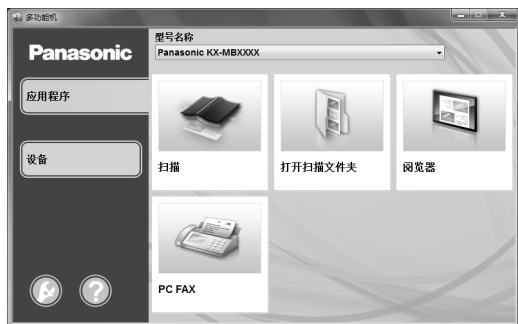 多功能机
Panasonic
型号名称
Panasonic KX-MBXXXX
应用程序
设备
扫描
打开扫描文件夹
阅览器
PC FAX
?